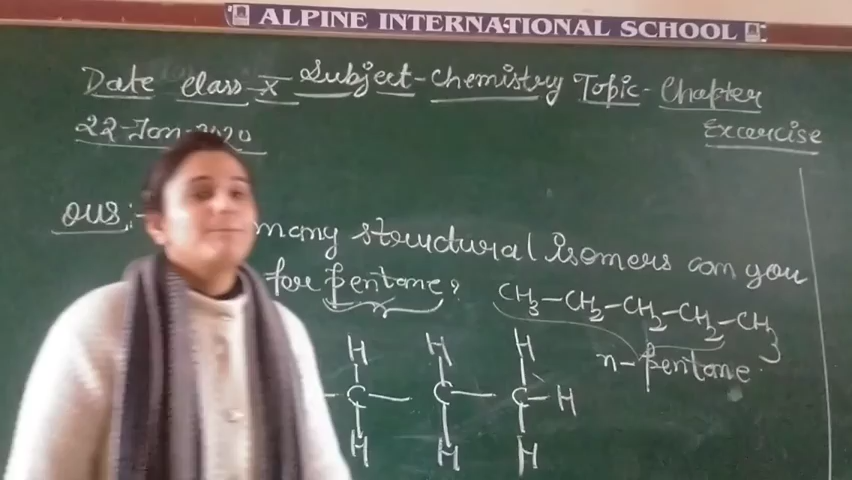 ALPINE INTERNATIONAL SCHOOL
Date Class-X Subject-Chemistry Topic-Chapter
Excercise
22-Jan-2020
Ous:-
many structural isomers can you
for pentane?
CH3-CH2-CH2-CH2-CH3
n-pentane
H H H
C - C - C - H
H H H